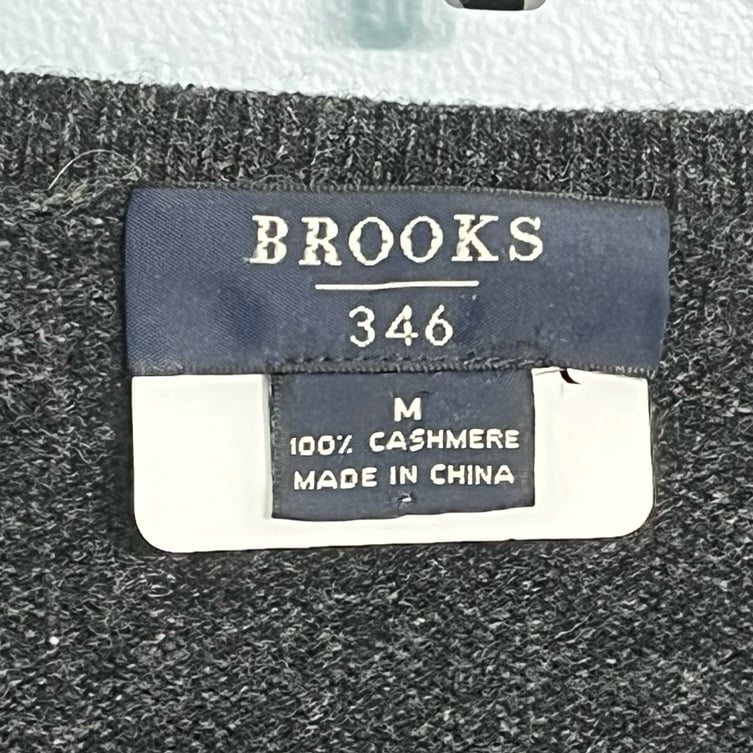 BROOKS
346
M
100% CASHMERE
MADE IN CHINA